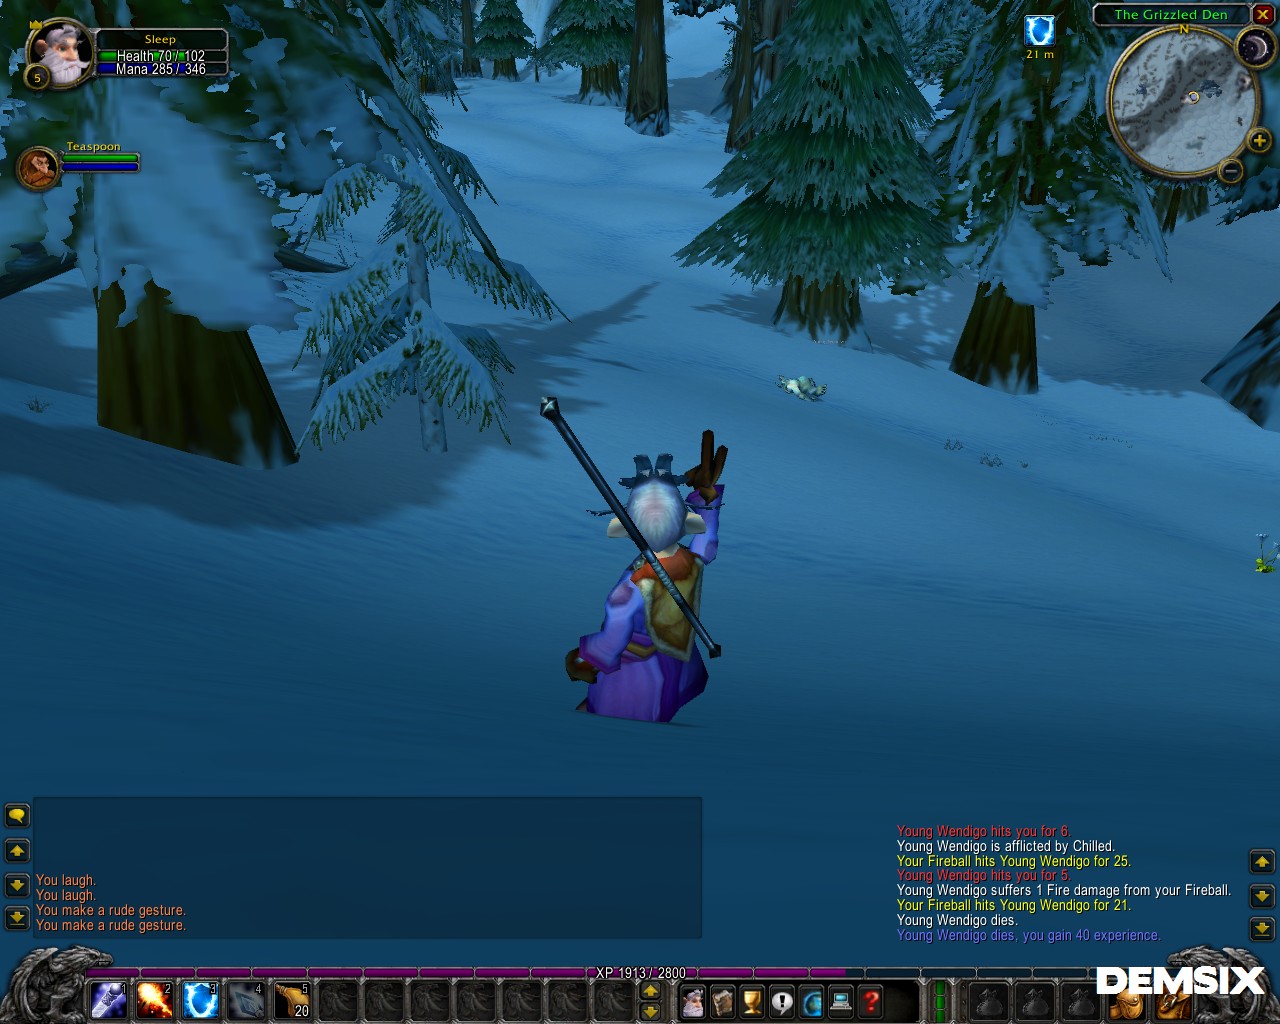 Sleep
Health 70 / 102
Mana 285 / 346
5
Teaspoon
21 m
The Grizzled Den
N
You laugh.
You laugh.
You make a rude gesture.
You make a rude gesture.
Young Wendigo hits you for 6.
Young Wendigo is afflicted by Chilled.
Your Fireball hits Young Wendigo for 25.
Young Wendigo hits you for 5.
Young Wendigo suffers 1 Fire damage from your Fireball.
Your Fireball hits Young Wendigo for 21.
Young Wendigo dies.
Young Wendigo dies, you gain 40 experience.
XP 1913 / 2800
1 2 3 4 5
20
DEMSIX